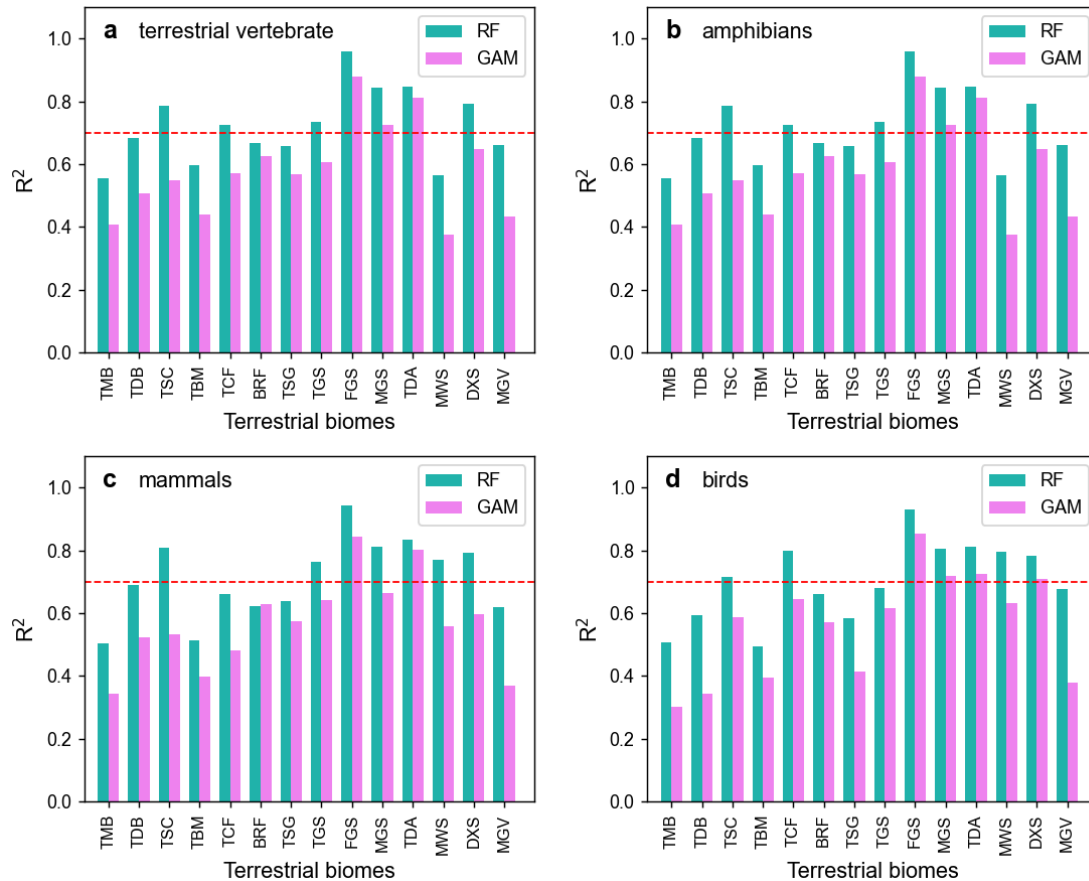 a terrestrial vertebrate
RF
GAM
1.0
0.8
0.6
0.4
0.2
0.0
R²
TMB TDB TSC TBM TCF BRF TSG TGS FGS MGS TDA MWS DXS MGV
Terrestrial biomes
b amphibians
RF
GAM
1.0
0.8
0.6
0.4
0.2
0.0
R²
TMB TDB TSC TBM TCF BRF TSG TGS FGS MGS TDA MWS DXS MGV
Terrestrial biomes
c mammals
RF
GAM
1.0
0.8
0.6
0.4
0.2
0.0
R²
TMB TDB TSC TBM TCF BRF TSG TGS FGS MGS TDA MWS DXS MGV
Terrestrial biomes
d birds
RF
GAM
1.0
0.8
0.6
0.4
0.2
0.0
R²
TMB TDB TSC TBM TCF BRF TSG TGS FGS MGS TDA MWS DXS MGV
Terrestrial biomes